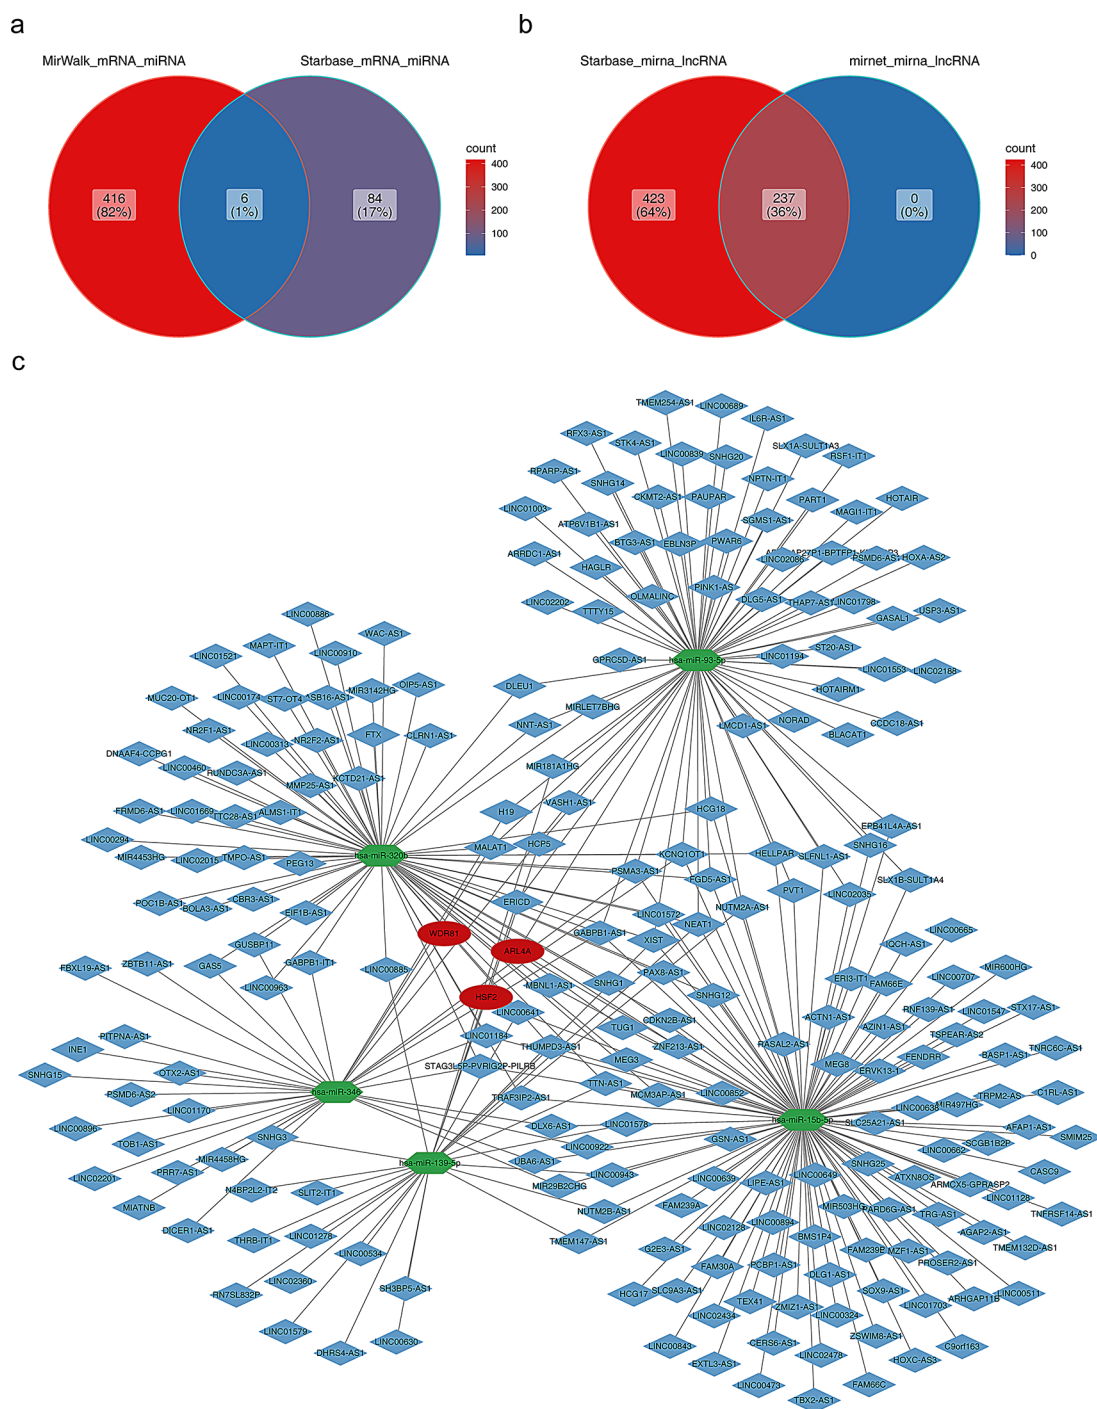 a
b
MirWalk_mRNA_miRNA
Starbase_mRNA_miRNA
416
(82%)
6
(1%)
84
(17%)
count
400
300
200
100
Starbase_mirna_lncRNA
mirnet_mirna_lncRNA
423
(64%)
237
(36%)
0
(0%)
count
400
300
200
100
0
c
TMEM254-AS1
LINC00689
IL6R-AS1
RFX3-AS1
STK4-AS1
LINC00839
SNHG20
SLX1A-SULT1A3
RSF1-IT1
RPARP-AS1
SNHG14
CKMT2-AS1
PAUPAR
NPTN-IT1
PART1
HOTAIR
LINC01003
ATP6V1B1-AS1
SGMS1-AS1
MAGI1-IT1
ARRDC1-AS1
BTG3-AS1
EBLN3P
PWAR6
LINC02086
PSMD6-AS1
HOXA-AS2
HAGLR
PINK1-AS
LINC02202
TTTY15
OLMALINC
DLG5-AS1
THAP7-AS1
LINC01798
GASAL1
USP3-AS1
GPRC5D-AS1
hsa-miR-93-5p
LINC01194
ST20-AS1
LINC01553
LINC02188
HOTAIRM1
DLEU1
MIRLET7BHG
NNT-AS1
LMCD1-AS1
NORAD
BLACAT1
CCDC18-AS1
LINC00886
WAC-AS1
MAPT-IT1
LINC00910
LINC01521
MUC20-OT1
LINC00174
ST7-OT4
ASB16-AS1
MIR3142HG
OIP5-AS1
NR2F1-AS1
LINC00313
NR2F2-AS1
FTX
CLRN1-AS1
DNAAF4-CCPG1
LINC00460
RUNDC3A-AS1
MMP25-AS1
KCTD21-AS1
FRMD6-AS1
LINC01669
TTC28-AS1
ALMS1-IT1
LINC00294
MIR4453HG
LINC02015
TMPO-AS1
PEG13
hsa-miR-320b
MIR181A1HG
H19
VASH1-AS1
MALAT1
HCP5
HCG18
EPB41L4A-AS1
SNHG16
KCNQ1OT1
HELLPAR
SLFNL1-AS1
PSMA3-AS1
FGD5-AS1
SLX1B-SULT1A4
PVT1
LINC02035
NUTM2A-AS1
POC1B-AS1
BOLA3-AS1
CBR3-AS1
EIF1B-AS1
ERICD
LINC01572
NEAT1
WDR81
ARL4A
HSF2
GABPB1-AS1
XIST
GUSBP11
GAS5
GABPB1-IT1
LINC00963
LINC00885
FBXL19-AS1
ZBTB11-AS1
LINC00665
IQCH-AS1
MIR600HG
PAX8-AS1
MBNL1-AS1
SNHG1
SNHG12
ERI3-IT1
FAM66E
LINC00707
LINC00641
CDKN2B-AS1
ACTN1-AS1
RNF139-AS1
LINC01547
STX17-AS1
LINC01184
TUG1
AZIN1-AS1
TSPEAR-AS2
THUMPD3-AS1
ZNF213-AS1
RASAL2-AS1
FENDRR
BASP1-AS1
TNRC6C-AS1
PITPNA-AS1
INE1
STAG3L5P-PVRIG2P-PILRB
MEG3
MEG8
ERVK13-1
SNHG15
OTX2-AS1
PSMD6-AS2
hsa-miR-346
TTN-AS1
TRAF3IP2-AS1
MCM3AP-AS1
LINC00852
LINC00638
MIR497HG
TRPM2-AS
C1RL-AS1
LINC01170
DLX6-AS1
LINC01578
hsa-miR-15b-5p
SLC25A21-AS1
AFAP1-AS1
SMIM25
LINC00896
TOB1-AS1
SNHG3
LINC00922
GSN-AS1
LINC00662
SCGB1B2P
MIR4458HG
hsa-miR-139-5p
UBA6-AS1
SNHG25
CASC9
LINC02201
PRR7-AS1
LINC00943
LINC00639
LIPE-AS1
LINC00649
ATXN8OS
ARMCX5-GPRASP2
N4BP2L2-IT2
SLIT2-IT1
MIR29B2CHG
LINC01128
MIATNB
NUTM2B-AS1
FAM239A
MIR503HG
PARD6G-AS1
TRG-AS1
TNFRSF14-AS1
DICER1-AS1
THRB-IT1
LINC01278
TMEM147-AS1
LINC02128
LINC00894
BMS1P4
AGAP2-AS1
TMEM132D-AS1
LINC00534
G2E3-AS1
FAM239B
MZF1-AS1
PROSER2-AS1
LINC02360
FAM30A
PCBP1-AS1
DLG1-AS1
SH3BP5-AS1
RN7SL832P
HCG17
SLC9A3-AS1
TEX41
SOX9-AS1
LINC01703
ARHGAP11B
LINC00511
LINC02434
ZMIZ1-AS1
LINC00324
LINC01579
LINC00630
LINC00843
CERS6-AS1
ZSWIM8-AS1
C9orf163
DHRS4-AS1
EXTL3-AS1
LINC02478
HOXC-AS3
LINC00473
TBX2-AS1
FAM66C